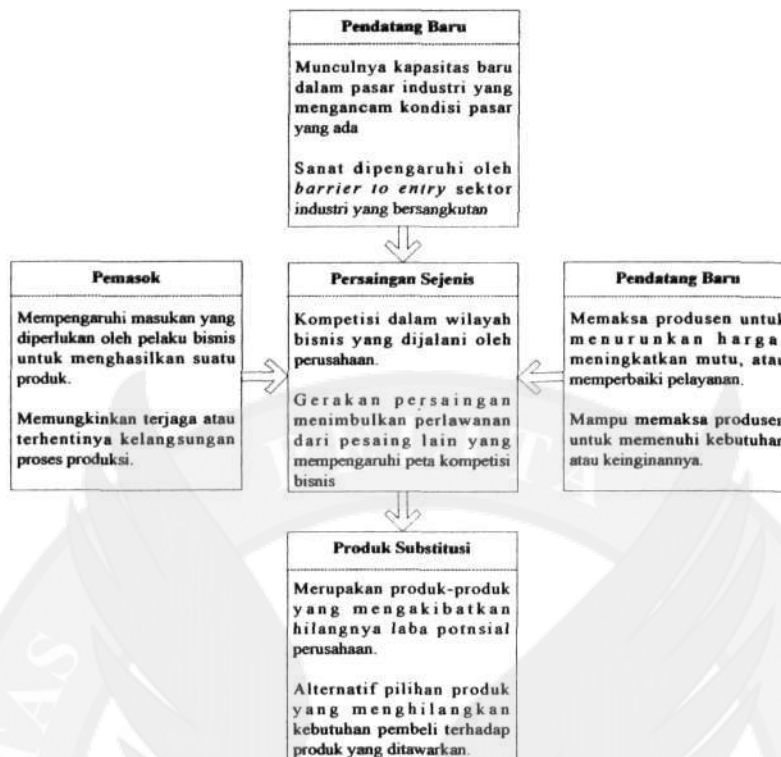 Pendatang Baru
Munculnya kapasitas baru
dalam pasar industri yang
mengancam kondisi pasar
yang ada
Sanat dipengaruhi oleh
barrier to entry sektor
industri yang bersangkutan
Pemasok
Mempengaruhi masukan yang
diperlukan oleh pelaku bisnis
untuk menghasilkan suatu
produk.
Memungkinkan terjaga atau
terhentinya kelangsungan
proses produksi.
Persaingan Sejenis
Kompetisi dalam wilayah
bisnis yang dijalani oleh
perusahaan.
Gerakan persaingan
menimbulkan perlawanan
dari pesaing lain yang
mempengaruhi peta kompetisi
bisnis
Pendatang Baru
Memaksa produsen untuk
menurunkan harga,
meningkatkan mutu, atau
memperbaiki pelayanan.
Mampu memaksa produsen
untuk memenuhi kebutuhan
atau keinginannya.
Produk Substitusi
Merupakan produk-produk
yang mengakibatkan
hilangnya laba potnsial
perusahaan.
Alternatif pilihan produk
yang menghilangkan
kebutuhan pembeli terhadap
produk yang ditawarkan.